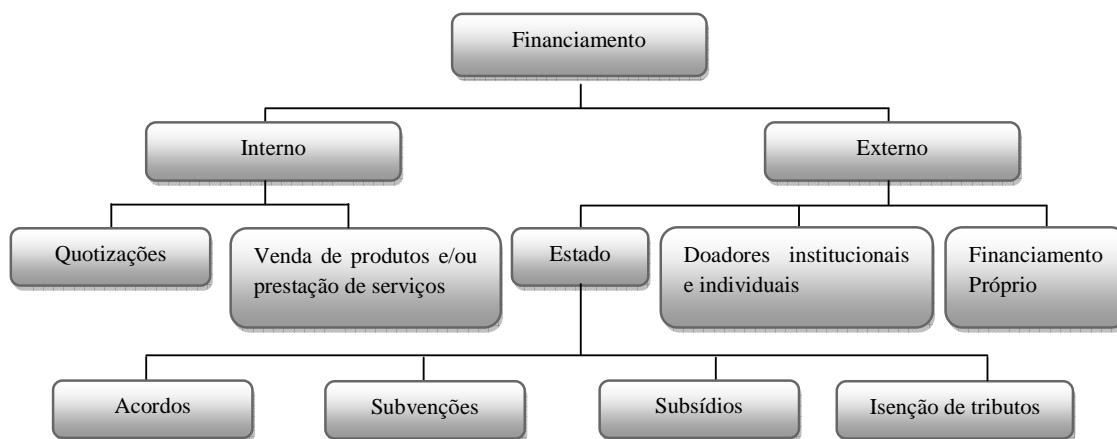 Financiamento
Interno
Externo
Quotizações
Venda de produtos e/ou
prestação de serviços
Estado
Doadores institucionais
e individuais
Financiamento
Próprio
Acordos
Subvenções
Subsídios
Isenção de tributos